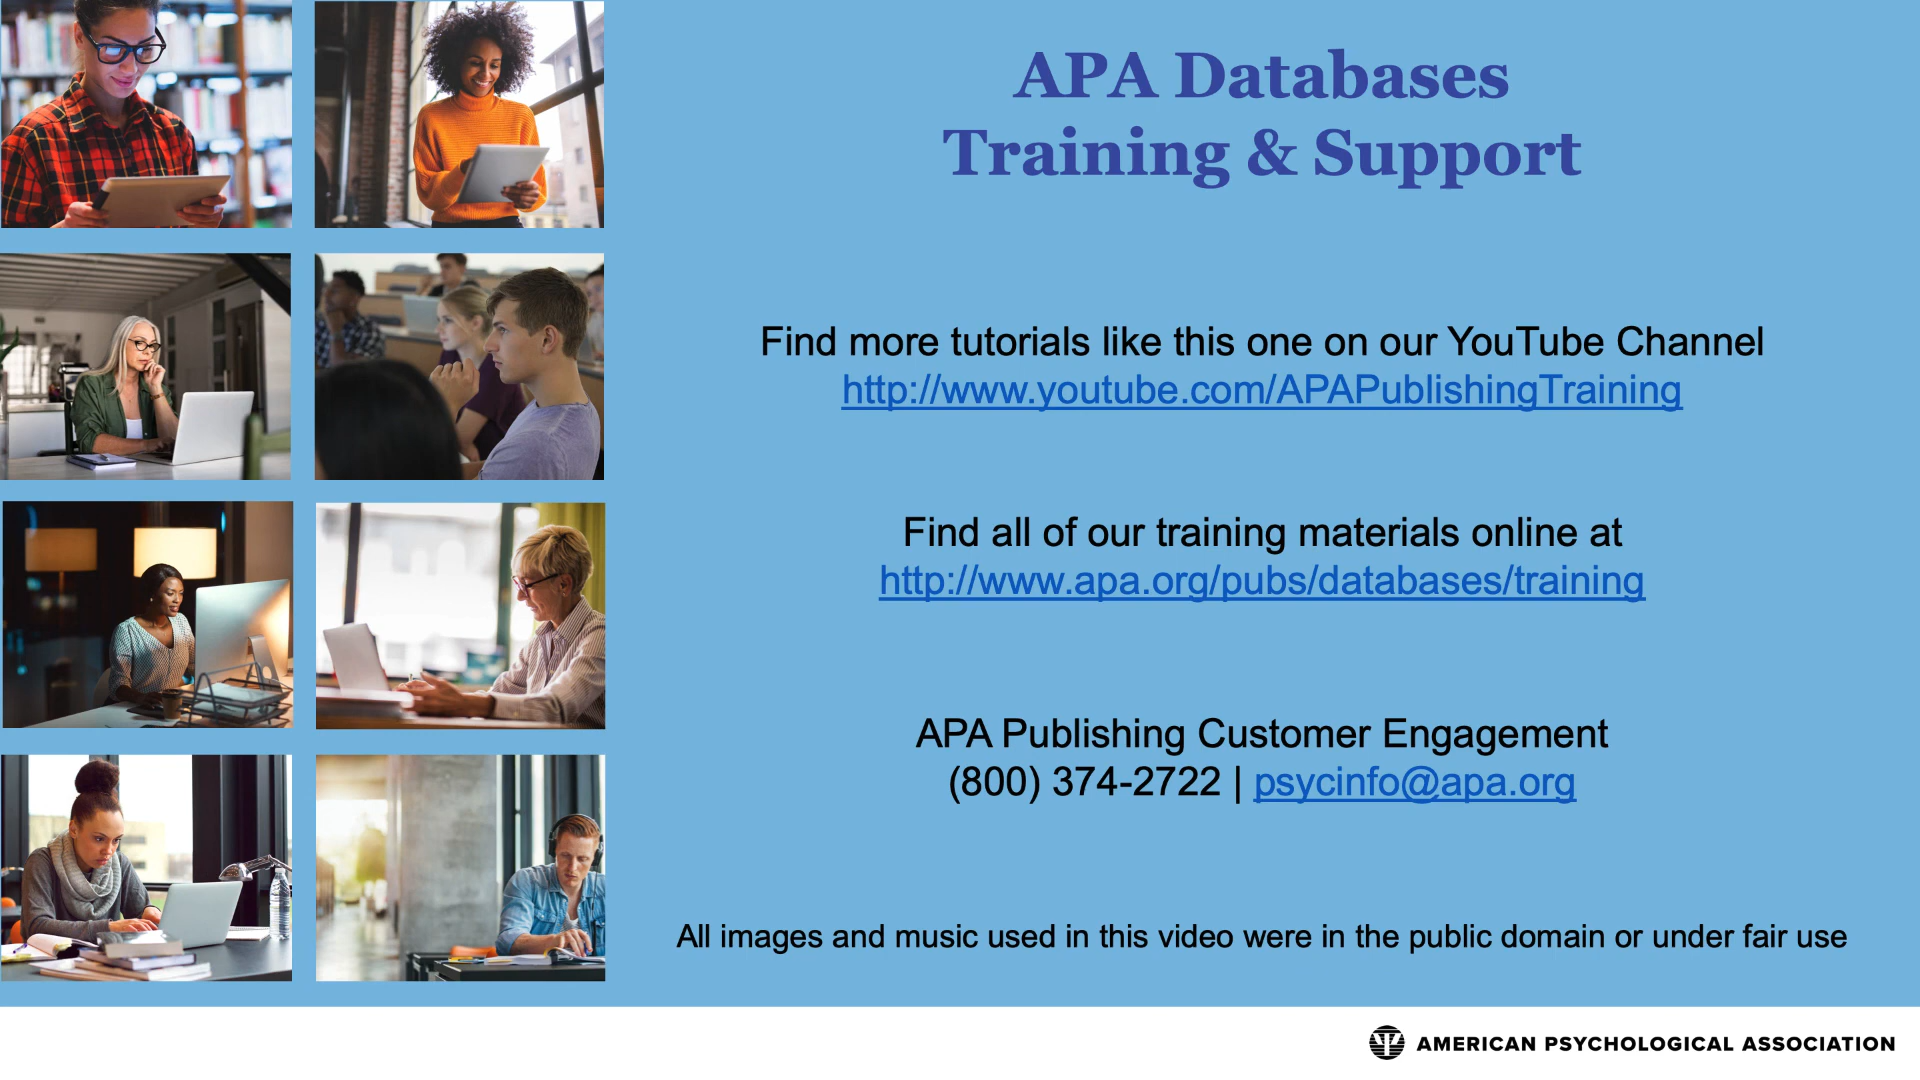 APA Databases
Training & Support
Find more tutorials like this one on our YouTube Channel
http://www.youtube.com/APAPublishingTraining
Find all of our training materials online at
http://www.apa.org/pubs/databases/training
APA Publishing Customer Engagement
(800) 374-2722 | psycinfo@apa.org
All images and music used in this video were in the public domain or under fair use
AMERICAN PSYCHOLOGICAL ASSOCIATION